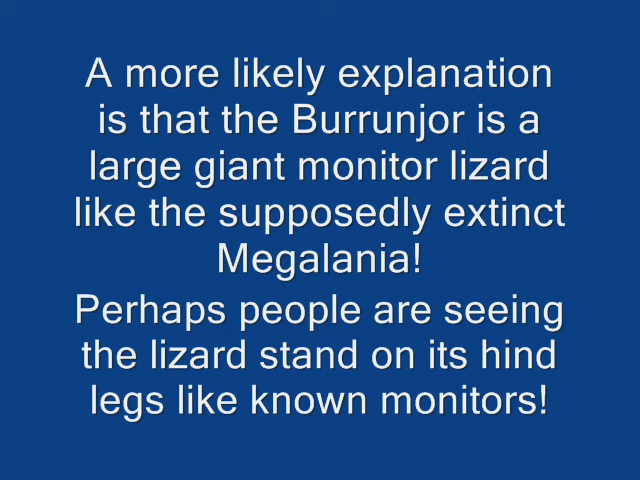 A more likely explanation
is that the Burrunjor is a
large giant monitor lizard
like the supposedly extinct
Megalania!
Perhaps people are seeing
the lizard stand on its hind
legs like known monitors!